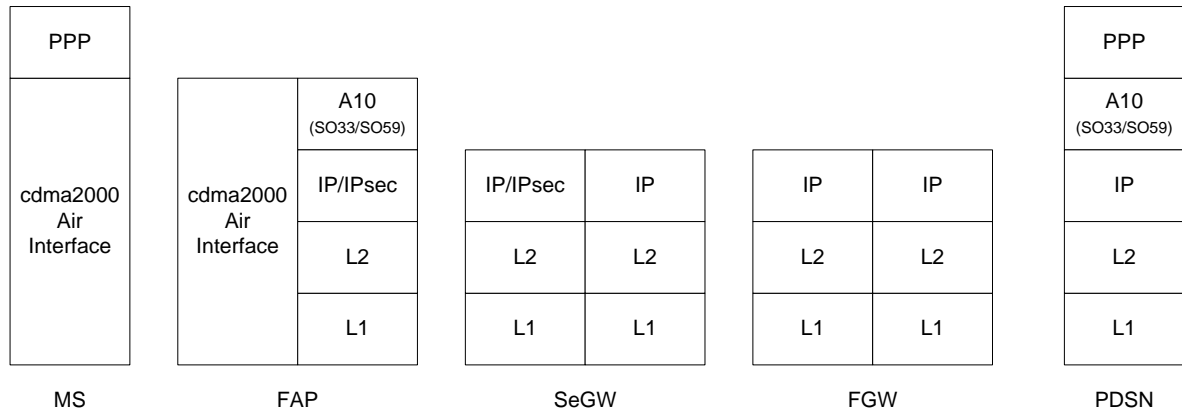 PPP
PPP
A10
(SO33/SO59)
A10
(SO33/SO59)
cdma2000
Air
Interface
cdma2000
Air
Interface
IP/IPsec
IP/IPsec
IP
IP
IP
IP
L2
L2
L2
L2
L2
L2
L1
L1
L1
L1
L1
L1
MS
FAP
SeGW
FGW
PDSN